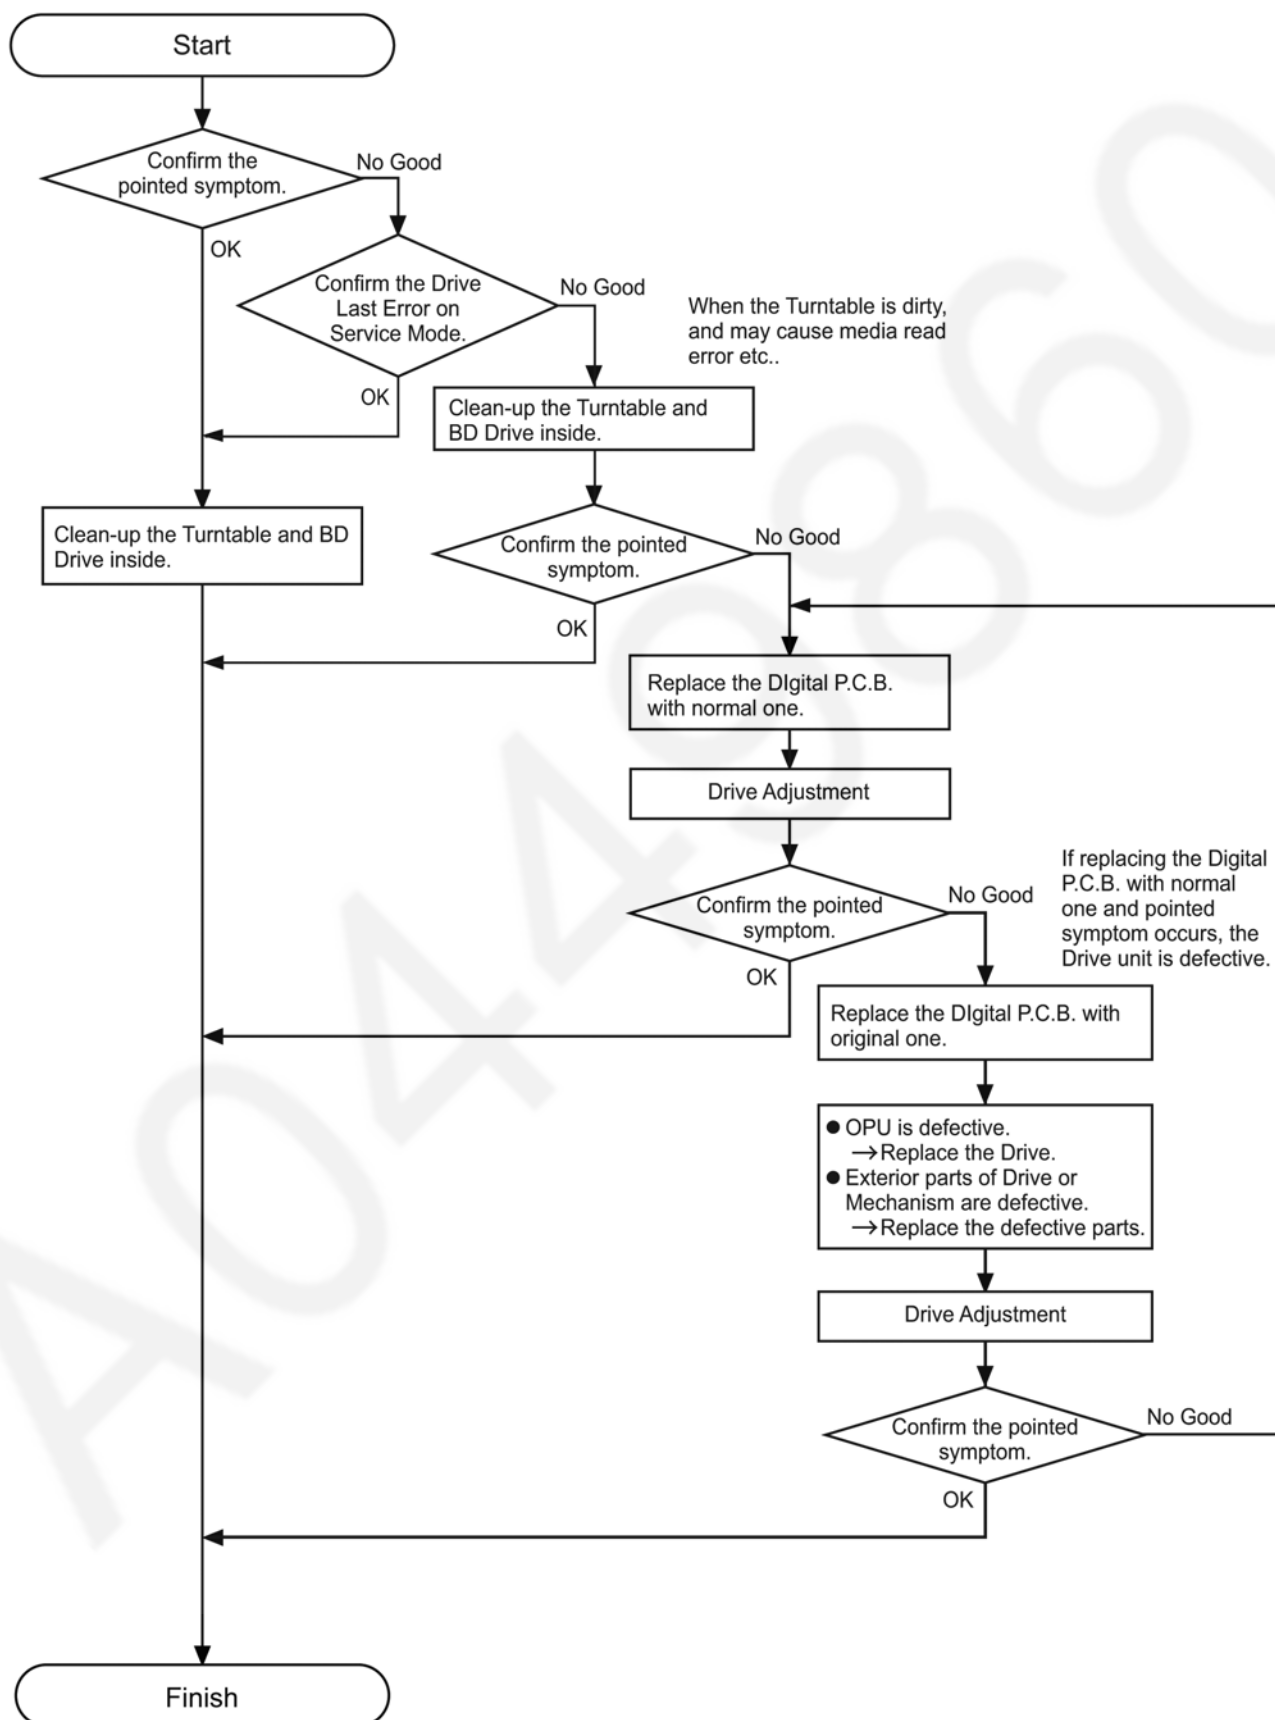 Start
Confirm the
pointed symptom.
No Good
OK
Confirm the Drive
Last Error on
Service Mode.
No Good
OK
When the Turntable is dirty,
and may cause media read
error etc..
Clean-up the Turntable and
BD Drive inside.
Clean-up the Turntable and BD
Drive inside.
Confirm the pointed
symptom.
No Good
OK
Replace the DIgital P.C.B.
with normal one.
Drive Adjustment
Confirm the pointed
symptom.
No Good
OK
If replacing the Digital
P.C.B. with normal
one and pointed
symptom occurs, the
Drive unit is defective.
Replace the DIgital P.C.B. with
original one.
● OPU is defective.
→Replace the Drive.
● Exterior parts of Drive or
Mechanism are defective.
→Replace the defective parts.
Drive Adjustment
Confirm the pointed
symptom.
No Good
OK
Finish
A0449860